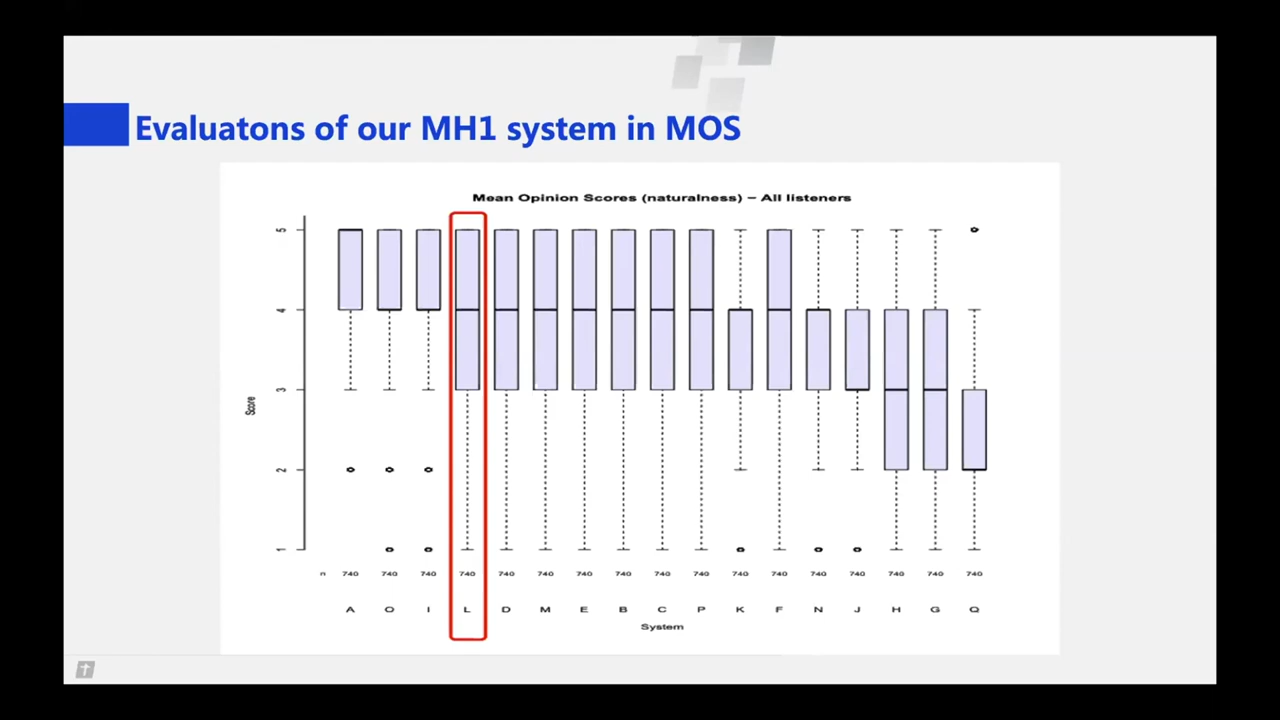 Evaluatons of our MH1 system in MOS
Mean Opinion Scores (naturalness) – All listeners
5
4
3
2
1
Score
n 740 740 740 740 740 740 740 740 740 740 740 740 740 740 740 740 740
A O I L D M E B C P K F N J H G Q
System